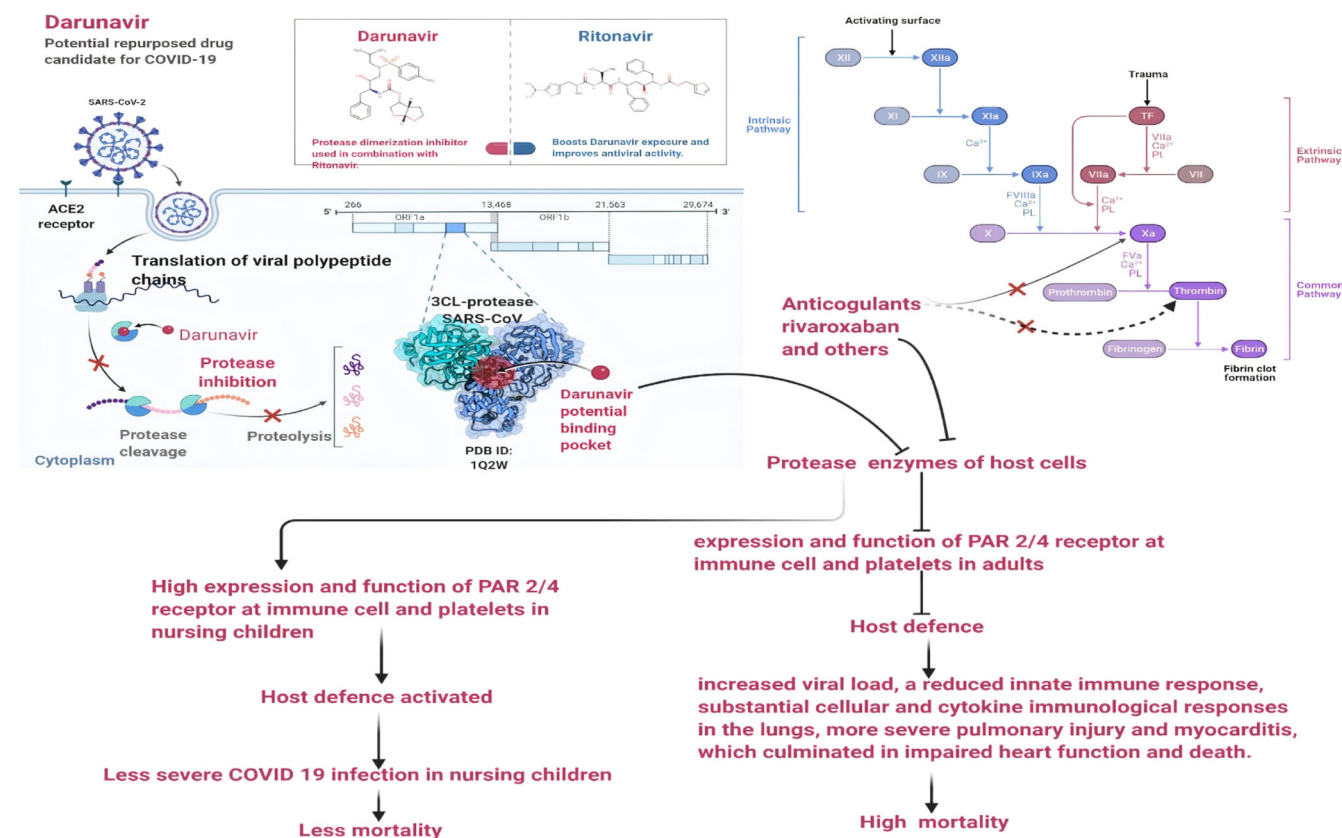 Darunavir
Potential repurposed drug
candidate for COVID-19
SARS-CoV-2
ACE2
receptor
Translation of viral polypeptide
chains
Darunavir
Protease
inhibition
Protease
cleavage
Proteolysis
Cytoplasm
Darunavir
Protease dimerization inhibitor
used in combination with
Ritonavir.
Ritonavir
Boosts Darunavir exposure and
improves antiviral activity.
5'
266
ORF1a
13,468
ORF1b
21,563
29,674
3'
3CL-protease
SARS-CoV
Darunavir
potential
binding
pocket
PDB ID:
1Q2W
Activating surface
XII
XIIa
Intrinsic
Pathway
XI
XIa
Ca²⁺
IX
IXa
FVIIIa
Ca²⁺
PL
Trauma
TF
VIIa
Ca²⁺
PL
Extrinsic
Pathway
VIIa
VII
Ca²⁺
PL
X
Xa
FVa
Ca²⁺
PL
Common
Pathway
Prothrombin
Thrombin
Fibrinogen
Fibrin
Fibrin clot
formation
Anticogulants
rivaroxaban
and others
Protease enzymes of host cells
High expression and function of PAR 2/4
receptor at immune cell and platelets in
nursing children
Host defence activated
Less severe COVID 19 infection in nursing children
Less mortality
expression and function of PAR 2/4 receptor at
immune cell and platelets in adults
Host defence
increased viral load, a reduced innate immune response,
substantial cellular and cytokine immunological responses
in the lungs, more severe pulmonary injury and myocarditis,
which culminated in impaired heart function and death.
High mortality